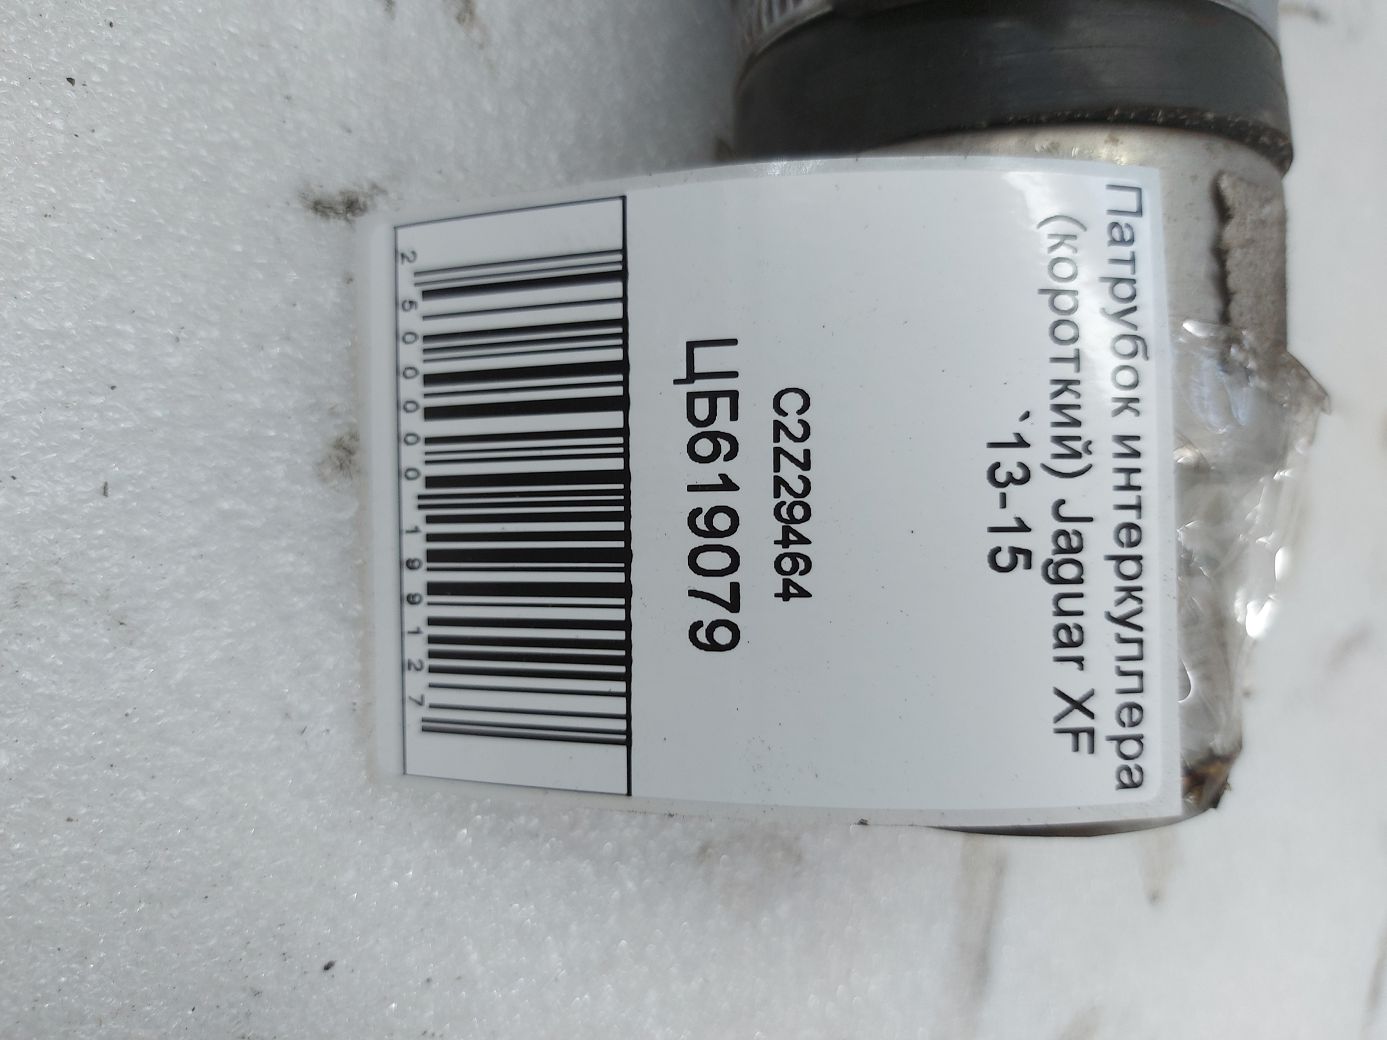 Патрубок интеркуллера
(короткий) Jaguar XF
`13-15
C2Z29464
ЦБ619079
2500000199127